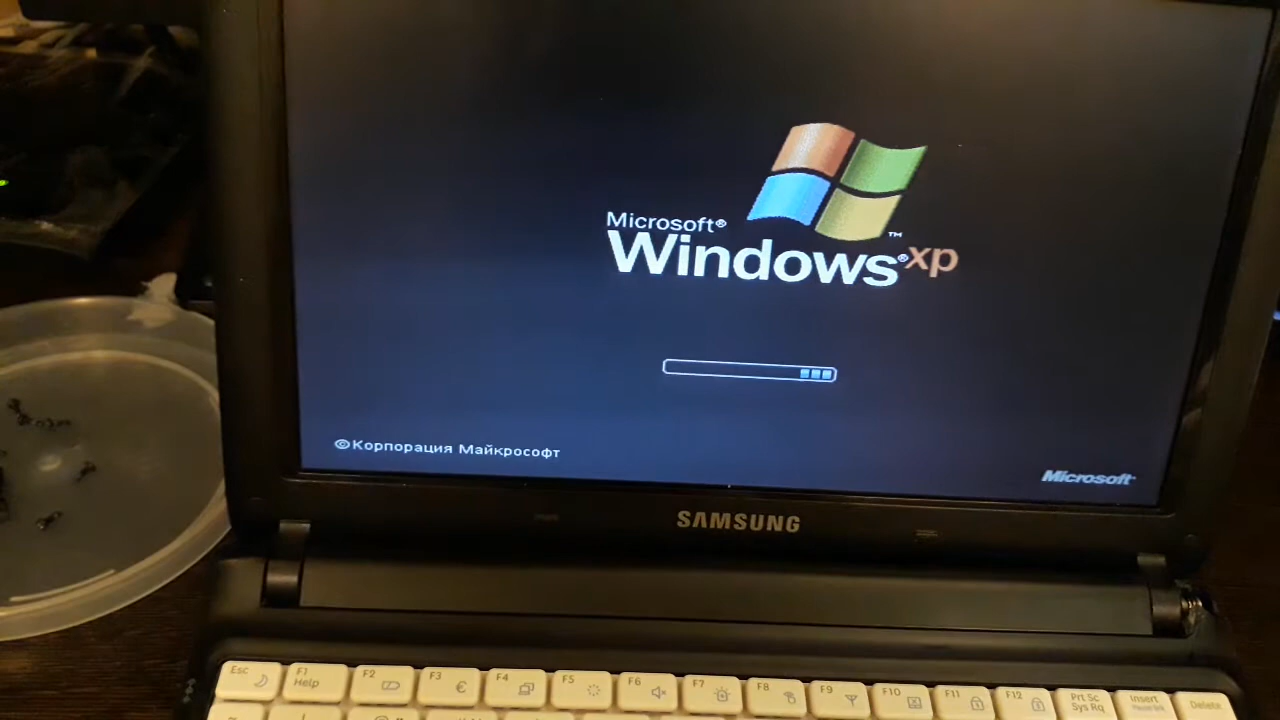 Microsoft®
Windows®xp
™
©Корпорация Майкрософт
Microsoft
SAMSUNG
Esc
F1
Help
F2
F3
€
F4
F5
F6
F7
F8
F9
F10
F11
F12
Prt Sc
Sys Rq
Insert
Delete